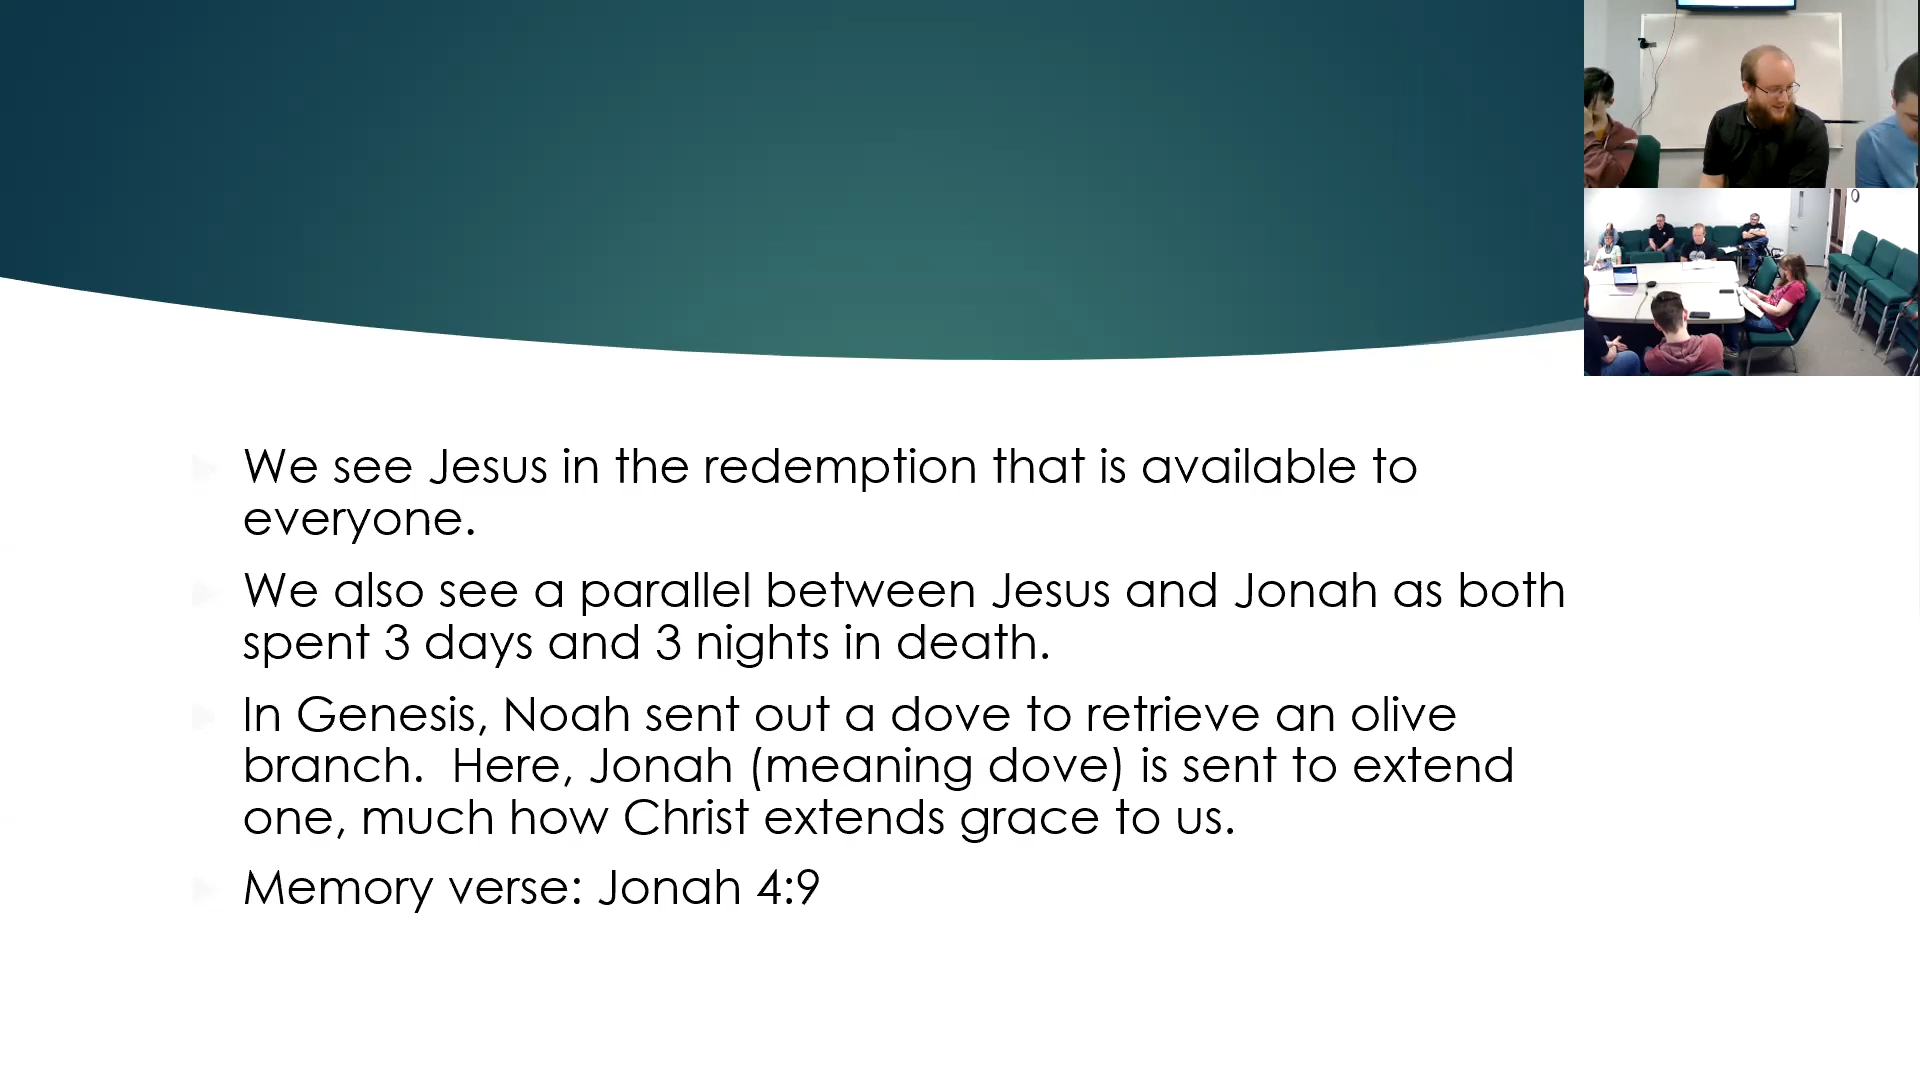 We see Jesus in the redemption that is available to
everyone.
We also see a parallel between Jesus and Jonah as both
spent 3 days and 3 nights in death.
In Genesis, Noah sent out a dove to retrieve an olive
branch.  Here, Jonah (meaning dove) is sent to extend
one, much how Christ extends grace to us.
Memory verse: Jonah 4:9